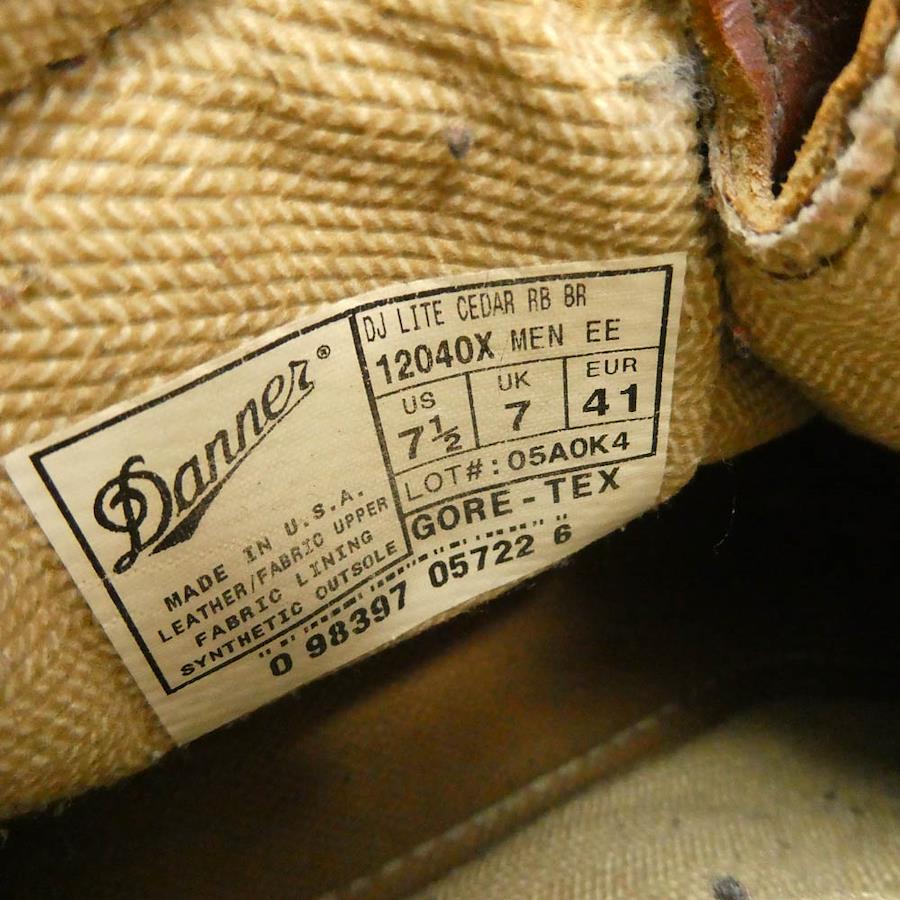 Danner®
MADE IN U.S.A.
LEATHER/FABRIC UPPER
FABRIC LINING
SYNTHETIC OUTSOLE
DJ LITE CEDAR RB BR
12040X MEN EE
US UK EUR
7½ 7 41
LOT#:05A0K4
GORE-TEX
0 98397 05722 6